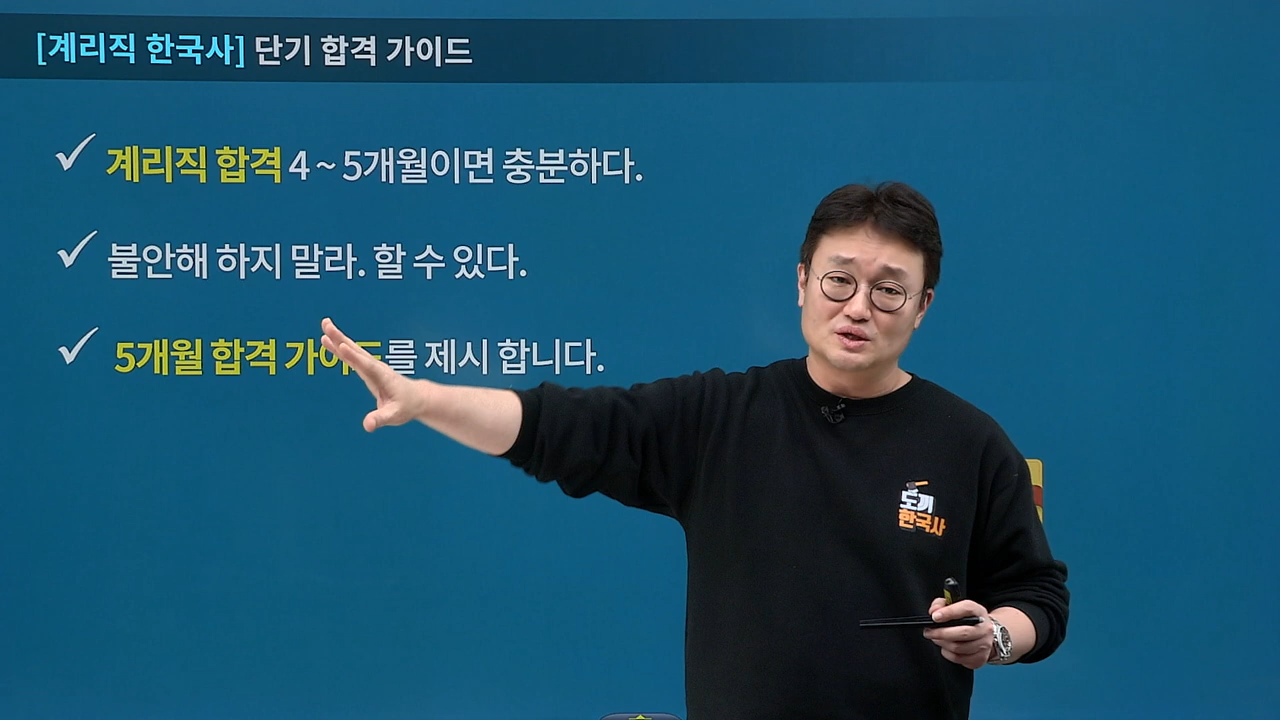 [계리직 한국사] 단기 합격 가이드
계리직 합격 4 ~ 5개월이면 충분하다.
불안해 하지 말라. 할 수 있다.
5개월 합격 가이드를 제시 합니다.
도끼
한국사